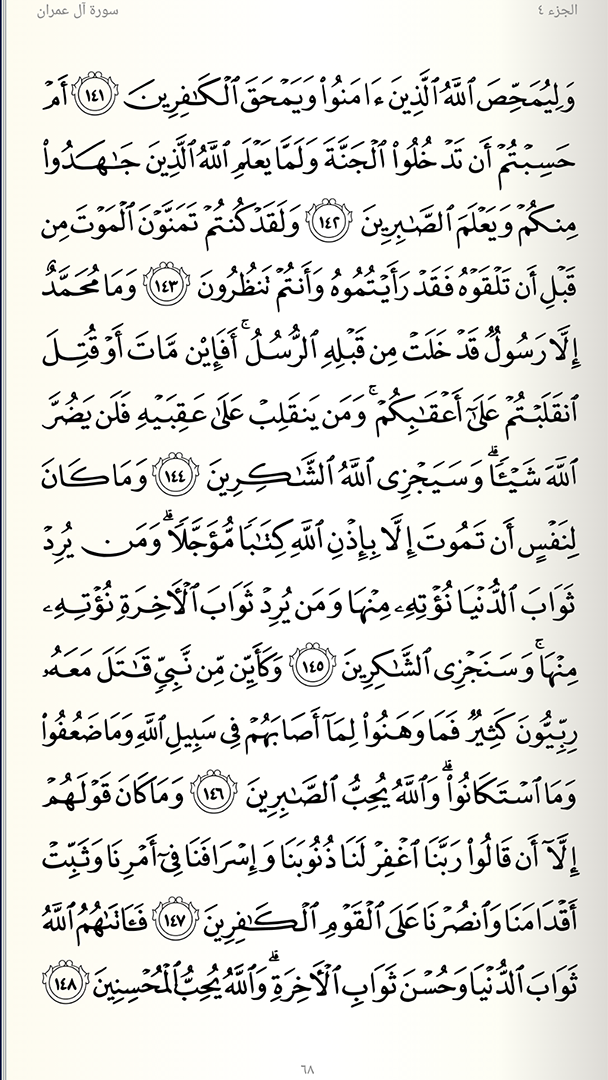 الجزء ٤ سورة آل عمران
وَلِيُمَحِّصَ ٱللَّهُ ٱلَّذِينَ ءَامَنُوا۟ وَيَمْحَقَ ٱلْكَـٰفِرِينَ ١٤١ أَمْ
حَسِبْتُمْ أَن تَدْخُلُوا۟ ٱلْجَنَّةَ وَلَمَّا يَعْلَمِ ٱللَّهُ ٱلَّذِينَ جَـٰهَدُوا۟
مِنكُمْ وَيَعْلَمَ ٱلصَّـٰبِرِينَ ١٤٢ وَلَقَدْ كُنتُمْ تَمَنَّوْنَ ٱلْمَوْتَ مِن
قَبْلِ أَن تَلْقَوْهُ فَقَدْ رَأَيْتُمُوهُ وَأَنتُمْ تَنظُرُونَ ١٤٣ وَمَا مُحَمَّدٌ
إِلَّا رَسُولٌ قَدْ خَلَتْ مِن قَبْلِهِ ٱلرُّسُلُ ۚ أَفَإِي۟ن مَّاتَ أَوْ قُتِلَ
ٱنقَلَبْتُمْ عَلَىٰٓ أَعْقَـٰبِكُمْ ۚ وَمَن يَنقَلِبْ عَلَىٰ عَقِبَيْهِ فَلَن يَضُرَّ
ٱللَّهَ شَيْـًٔا ۗ وَسَيَجْزِى ٱللَّهُ ٱلشَّـٰكِرِينَ ١٤٤ وَمَا كَانَ
لِنَفْسٍ أَن تَمُوتَ إِلَّا بِإِذْنِ ٱللَّهِ كِتَـٰبًا مُّؤَجَّلًا ۗ وَمَن يُرِدْ
ثَوَابَ ٱلدُّنْيَا نُؤْتِهِۦ مِنْهَا وَمَن يُرِدْ ثَوَابَ ٱلْـَٔاخِرَةِ نُؤْتِهِۦ
مِنْهَا ۚ وَسَنَجْزِى ٱلشَّـٰكِرِينَ ١٤٥ وَكَأَيِّن مِّن نَّبِىٍّ قَـٰتَلَ مَعَهُۥ
رِبِّيُّونَ كَثِيرٌ فَمَا وَهَنُوا۟ لِمَآ أَصَابَهُمْ فِى سَبِيلِ ٱللَّهِ وَمَا ضَعُفُوا۟
وَمَا ٱسْتَكَانُوا۟ ۗ وَٱللَّهُ يُحِبُّ ٱلصَّـٰبِرِينَ ١٤٦ وَمَا كَانَ قَوْلَهُمْ
إِلَّآ أَن قَالُوا۟ رَبَّنَا ٱغْفِرْ لَنَا ذُنُوبَنَا وَإِسْرَافَنَا فِىٓ أَمْرِنَا وَثَبِّتْ
أَقْدَامَنَا وَٱنصُرْنَا عَلَى ٱلْقَوْمِ ٱلْكَـٰفِرِينَ ١٤٧ فَـَٔاتَىٰهُمُ ٱللَّهُ
ثَوَابَ ٱلدُّنْيَا وَحُسْنَ ثَوَابِ ٱلْـَٔاخِرَةِ ۗ وَٱللَّهُ يُحِبُّ ٱلْمُحْسِنِينَ ١٤٨
٦٨